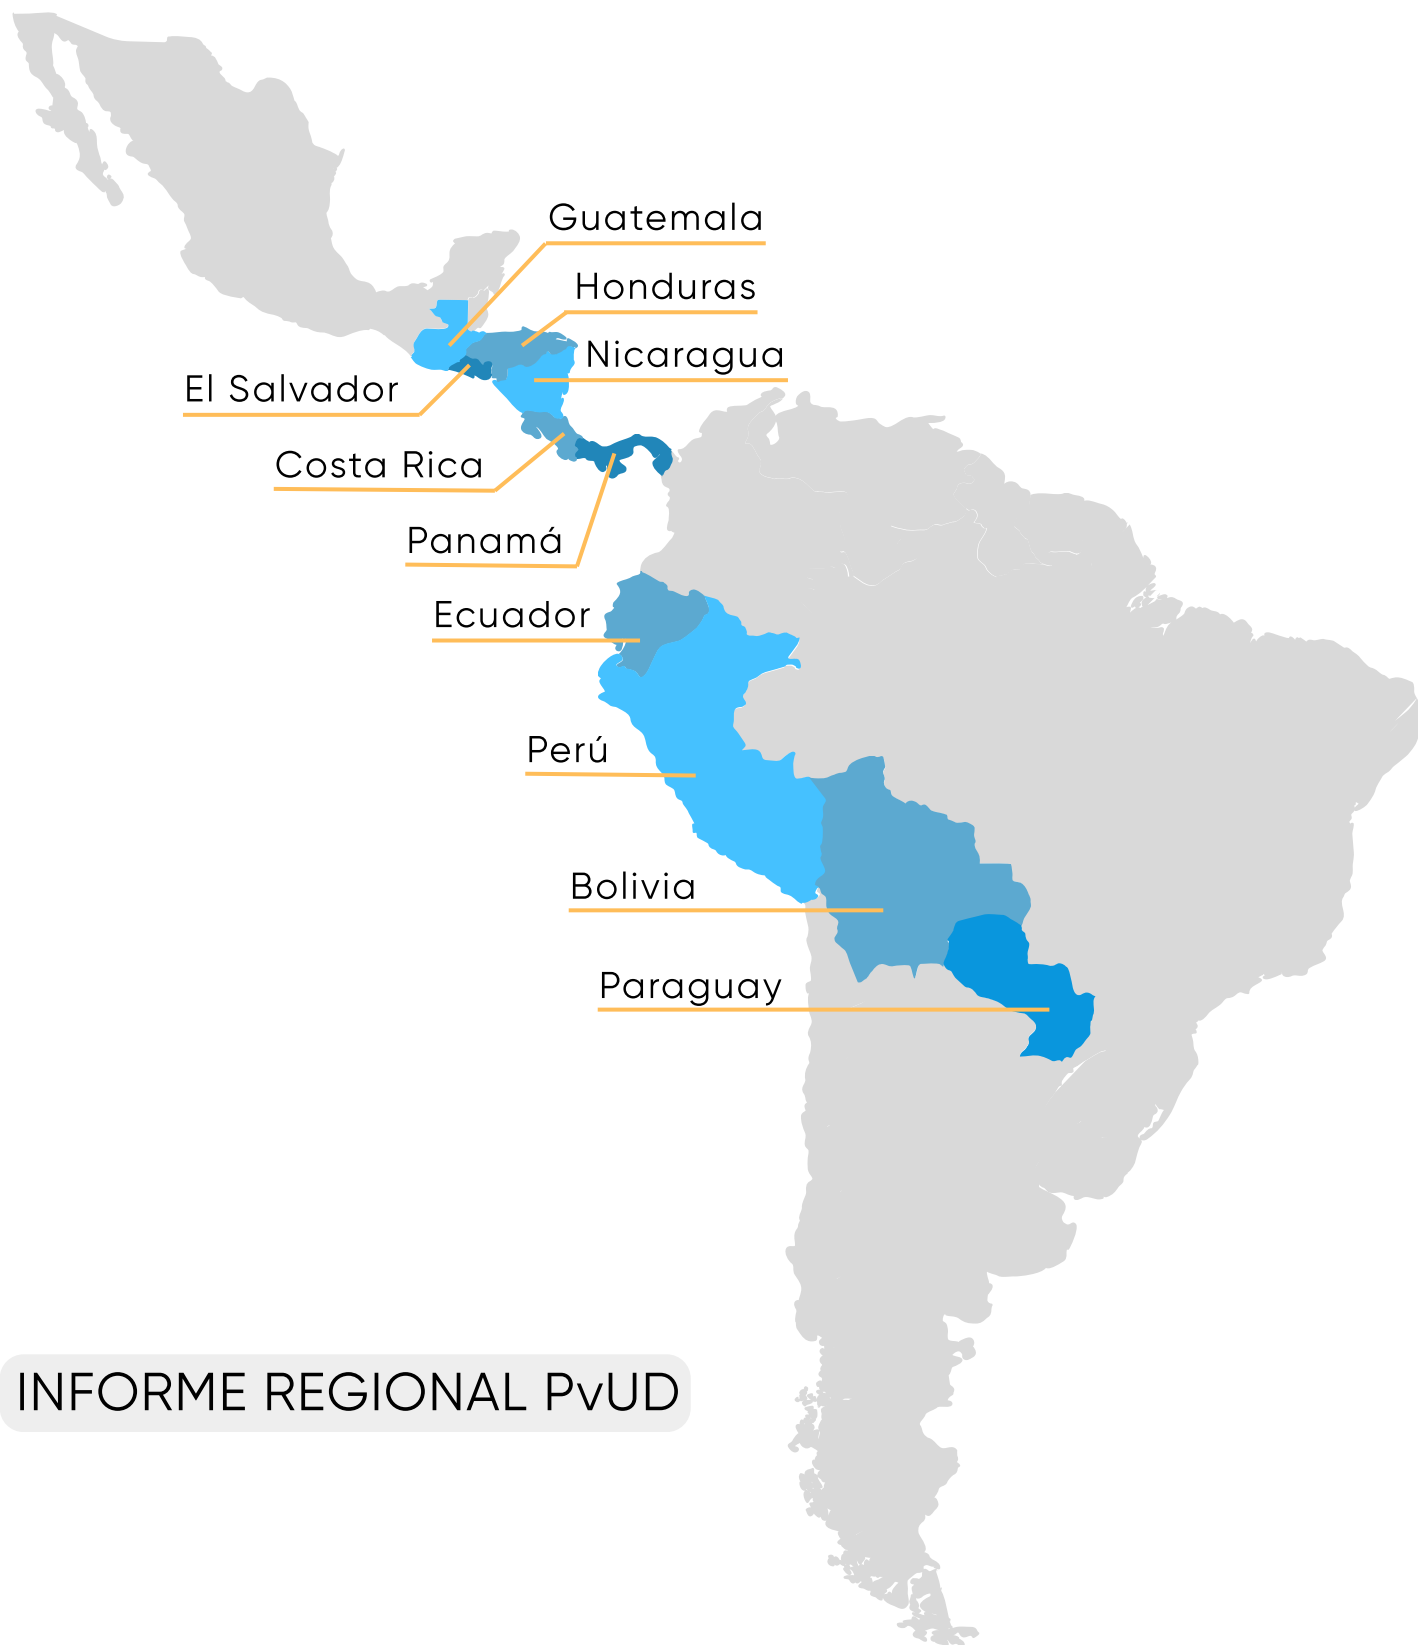 Guatemala
Honduras
Nicaragua
El Salvador
Costa Rica
Panamá
Ecuador
Perú
Bolivia
Paraguay
INFORME REGIONAL PvUD